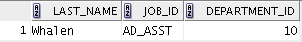 LAST_NAME JOB_ID DEPARTMENT_ID
1 Whalen AD_ASST 10